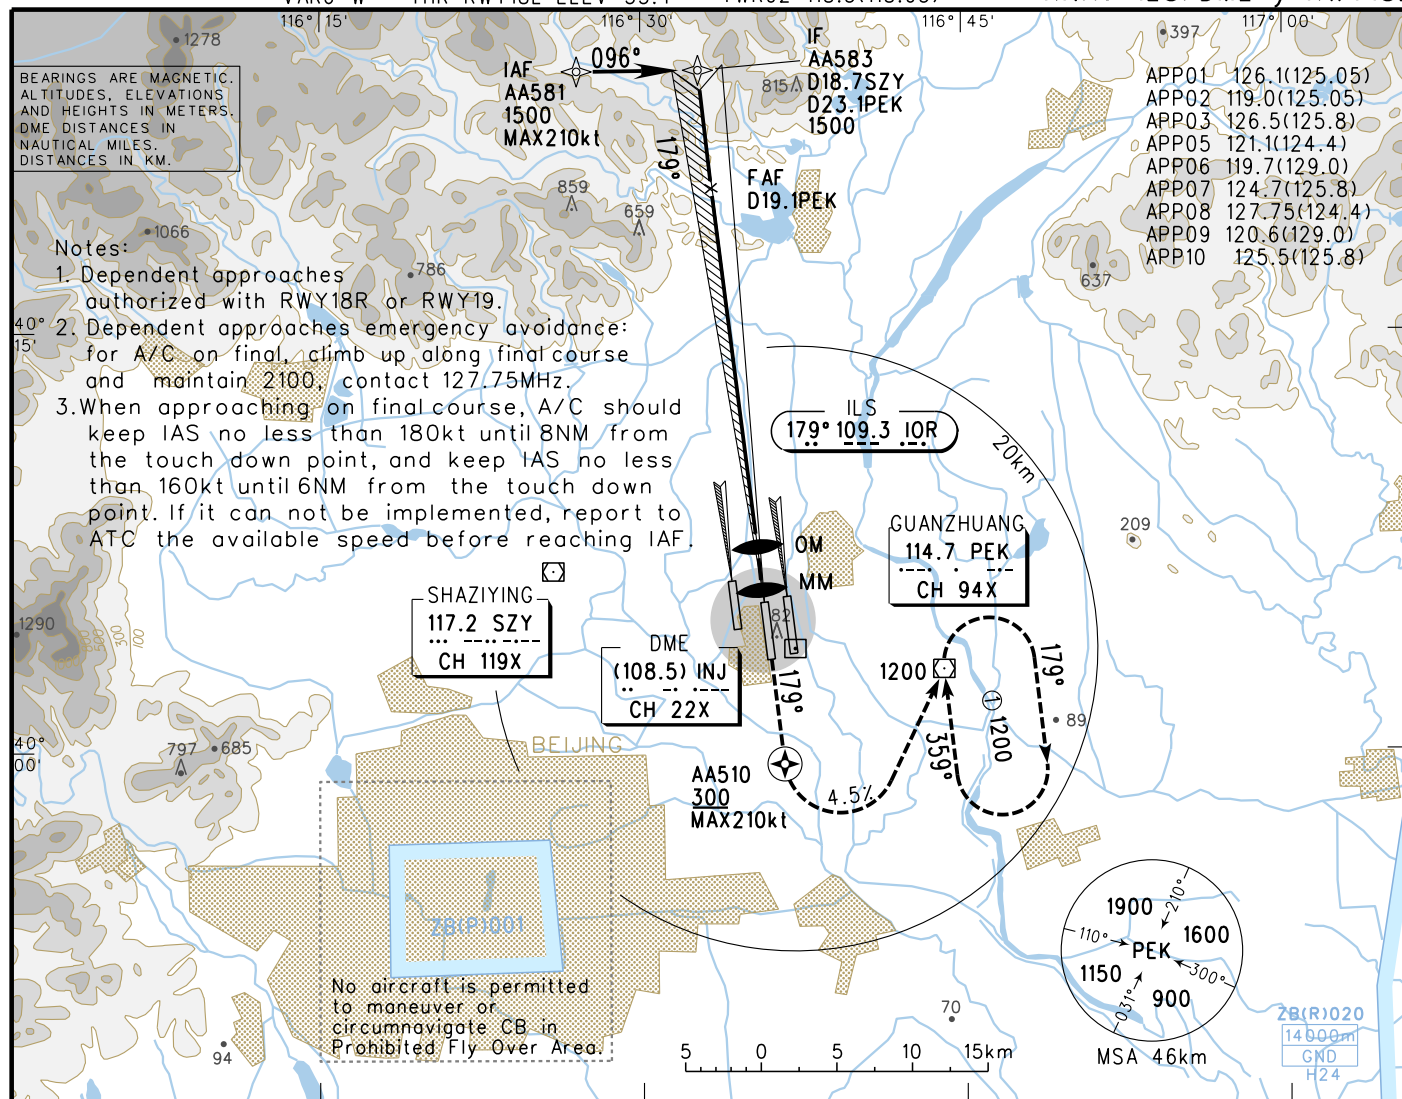 116°15'
116°30'
116°45'
117°00'
BEARINGS ARE MAGNETIC.
ALTITUDES, ELEVATIONS
AND HEIGHTS IN METERS.
DME DISTANCES IN
NAUTICAL MILES.
DISTANCES IN KM.
1278
IAF
AA581
1500
MAX210kt
096°
179°
IF
AA583
D18.7SZY
D23.1PEK
1500
815
FAF
D19.1PEK
397
APP01 126.1(125.05)
APP02 119.0(125.05)
APP03 126.5(125.8)
APP05 121.1(124.4)
APP06 119.7(129.0)
APP07 124.7(125.8)
APP08 127.75(124.4)
APP09 120.6(129.0)
APP10 125.5(125.8)
859
659
1066
786
637
Notes:
1. Dependent approaches
authorized with RWY18R or RWY19.
2. Dependent approaches emergency avoidance:
for A/C on final, climb up along final course
and maintain 2100, contact 127.75MHz.
3. When approaching on final course, A/C should
keep IAS no less than 180kt until 8NM from
the touch down point, and keep IAS no less
than 160kt until 6NM from the touch down
point. If it can not be implemented, report to
ATC the available speed before reaching IAF.
40°
15'
ILS
179° 109.3 IOR
20km
OM
MM
GUANZHUANG
114.7 PEK
CH 94X
209
SHAZIYING
117.2 SZY
CH 119X
DME
(108.5) INJ
CH 22X
82
1290
500
300
100
179°
1200
179°
1
1200
359°
89
797
685
40°
00'
BEIJING
AA510
300
MAX210kt
4.5%
ZB(P)001
No aircraft is permitted
to maneuver or
circumnavigate CB in
Prohibited Fly Over Area.
94
70
5 0 5 10 15km
1900
210°
110°
PEK
1600
1150
300°
031°
900
MSA 46km
ZB(R)020
14000m
GND
H24